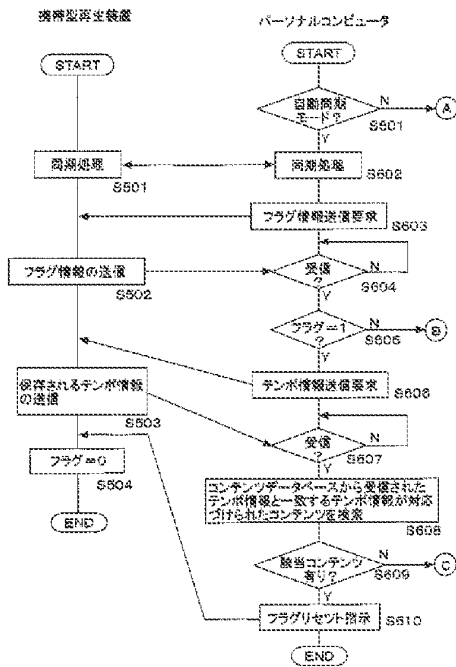 携帯型再生装置
パーソナルコンピュータ
START
START
自動同期
モード?
N
A
S601
Y
同期処理
S501
同期処理
S602
フラグ情報送信要求
S603
フラグ情報の送信
S502
受信
?
N
S604
Y
フラグ=1
?
N
B
S605
Y
テンポ情報送信要求
S606
保存されるテンポ情報
の送信
S503
受信
?
N
S607
Y
フラグ=0
S504
コンテンツデータベースから受信された
テンポ情報と一致するテンポ情報が対応
づけられたコンテンツを検索
S608
END
該当コンテンツ
有り?
N
C
S609
Y
フラグリセット指示
S610
END